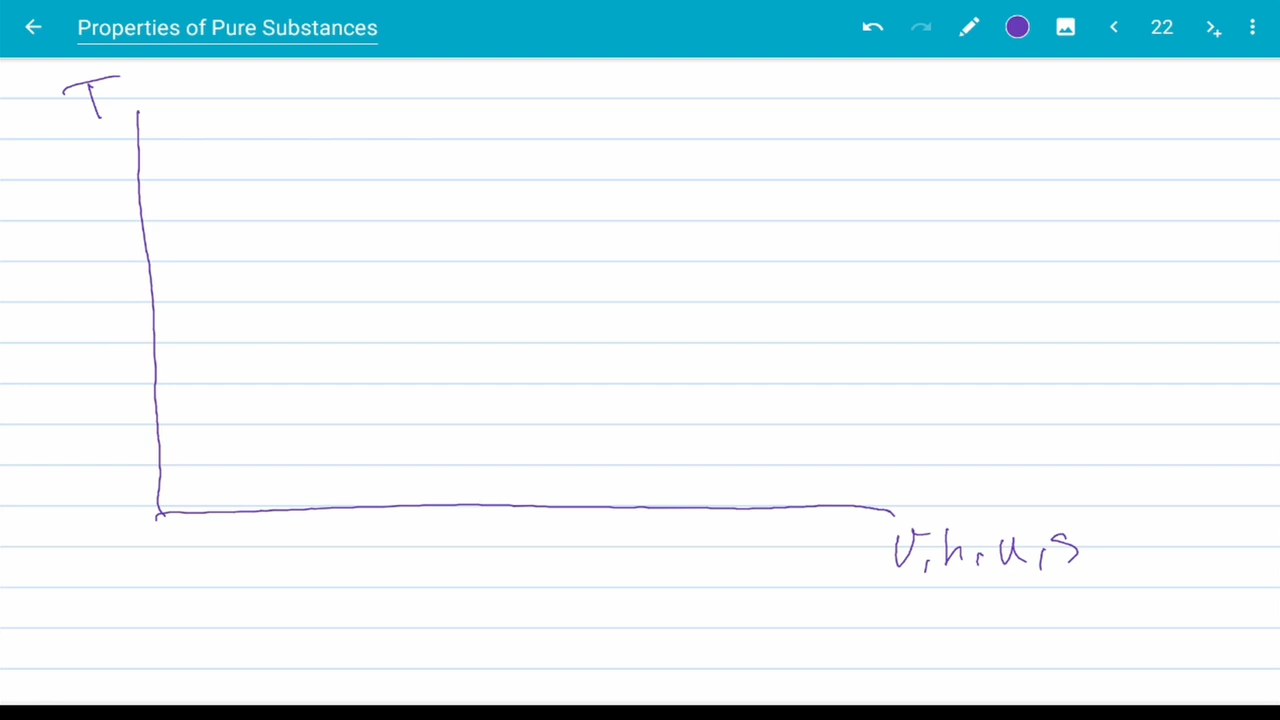 Properties of Pure Substances
22
T
v, h, u, s